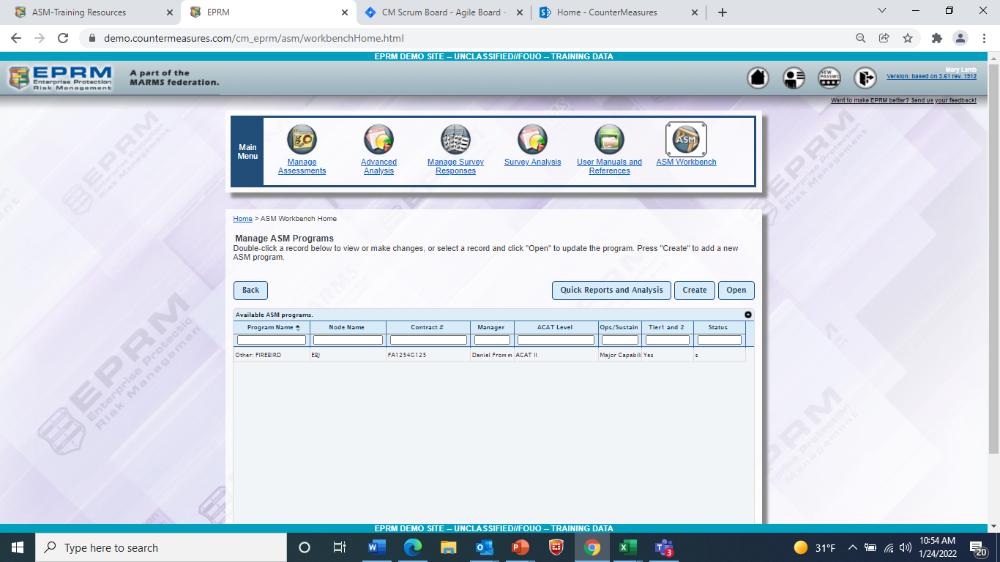 ASM-Training Resources
EPRM
CM Scrum Board - Agile Board -
Home - CounterMeasures
demo.countermeasures.com/cm_eprm/asm/workbenchHome.html
EPRM DEMO SITE -- UNCLASSIFIED//FOUO -- TRAINING DATA
EPRM
Enterprise Protection
Risk Management
A part of the
MARMS federation.
NEW
PASSWD
****
Mary Lamb
Version: based on 3.61 rev. 1912
Want to make EPRM better? Send us your feedback!
Main
Menu
Manage
Assessments
Advanced
Analysis
Manage Survey
Responses
Survey Analysis
User Manuals and
References
ASM
ASM Workbench
Home > ASM Workbench Home
Manage ASM Programs
Double-click a record below to view or make changes, or select a record and click "Open" to update the program. Press "Create" to add a new
ASM program.
Back
Quick Reports and Analysis
Create
Open
Available ASM programs.
Program Name Node Name Contract # Manager ACAT Level Ops/Sustain Tier1 and 2 Status
Other: FIREBIRD EBJ FA1254G125 Daniel From m ACAT II Major Capabili Yes s
EPRM DEMO SITE -- UNCLASSIFIED//FOUO -- TRAINING DATA
Type here to search
3
31°F
10:54 AM
1/24/2022
20